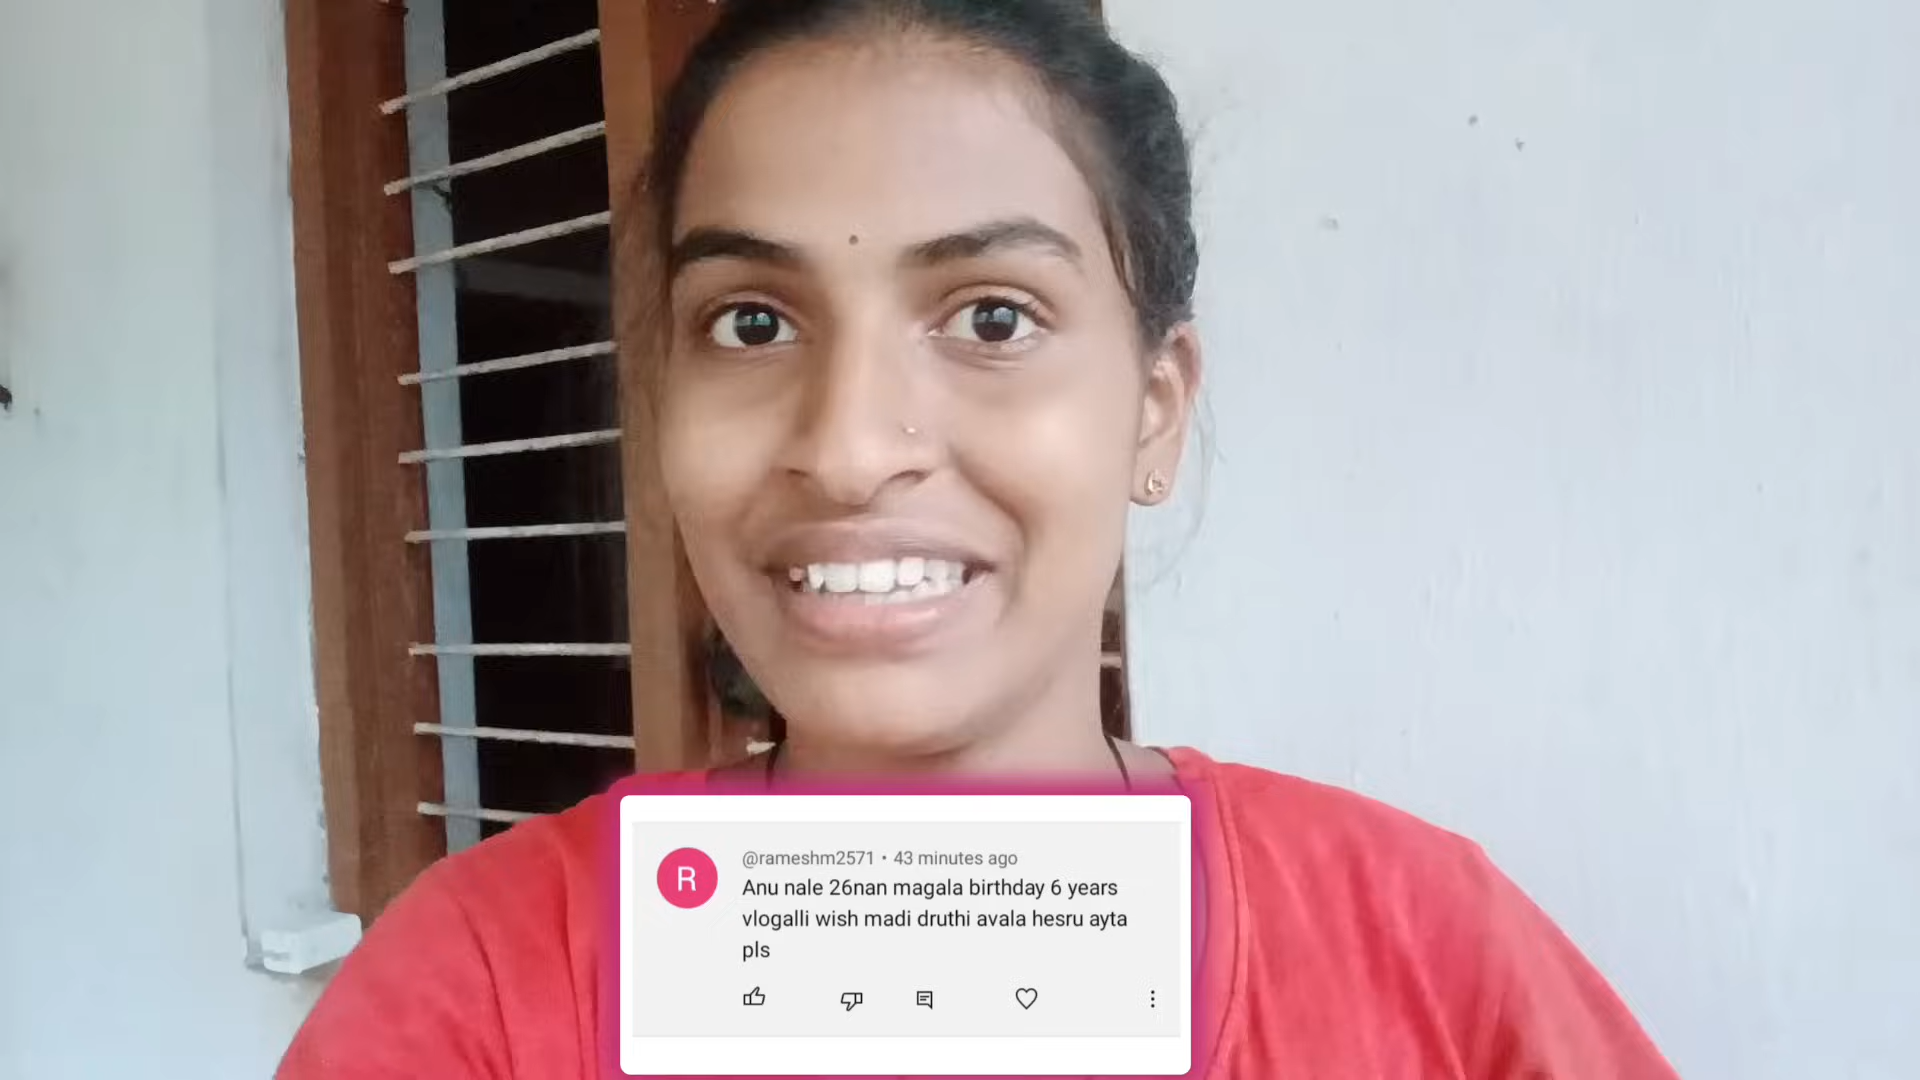 R
@rameshm2571 • 43 minutes ago
Anu nale 26nan magala birthday 6 years
vlogalli wish madi druthi avala hesru ayta
pls